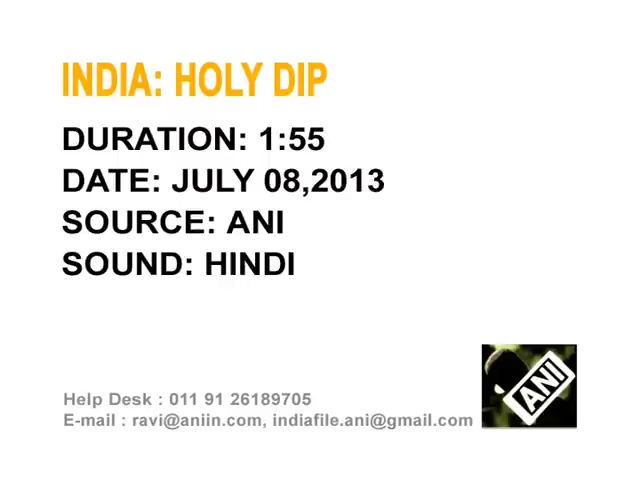 INDIA: HOLY DIP
DURATION: 1:55
DATE: JULY 08,2013
SOURCE: ANI
SOUND: HINDI
Help Desk : 011 91 26189705
E-mail : ravi@aniin.com, indiafile.ani@gmail.com
ANI